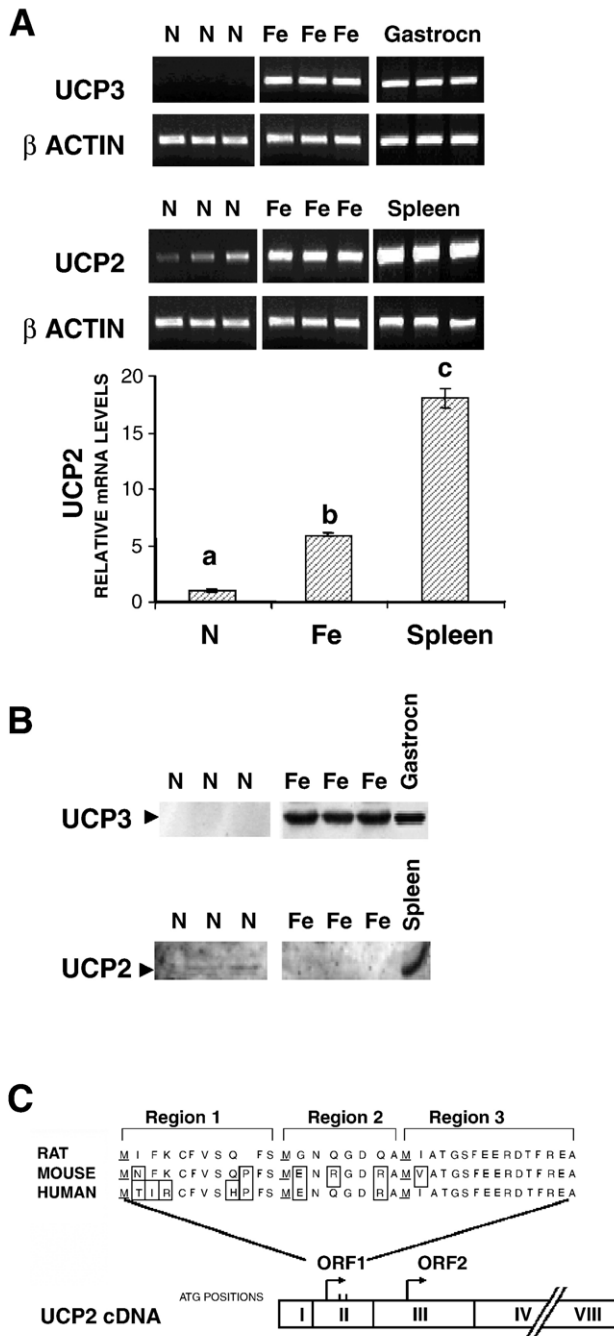 A
N N N Fe Fe Fe Gastrocn
UCP3
β ACTIN
N N N Fe Fe Fe Spleen
UCP2
β ACTIN
UCP2
RELATIVE mRNA LEVELS
20
15
10
5
0
a
b
c
N Fe Spleen
B
N N N Fe Fe Fe Gastrocn
UCP3
N N N Fe Fe Fe Spleen
UCP2
C
Region 1 Region 2 Region 3
RAT M I F K C F V S Q F S M G N Q G D Q A M I A T G S F E E R D T F R E A
MOUSE M N F K C F V S Q P F S M E N R G D R A M V A T G S F E E R D T F R E A
HUMAN M T I R C F V S H P F S M E N Q G D R A M I A T G S F E E R D T F R E A
ORF1 ORF2
ATG POSITIONS
UCP2 cDNA I II III IV VIII